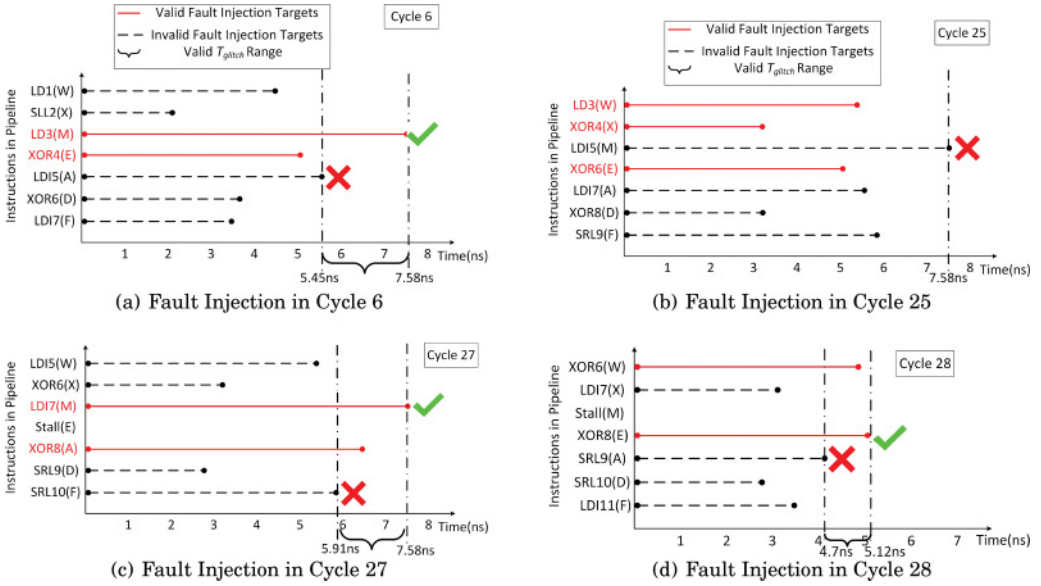 Valid Fault Injection Targets
Invalid Fault Injection Targets
Valid Tglitch Range
Cycle 6
Instructions in Pipeline
LD1(W)
SLL2(X)
LD3(M)
XOR4(E)
LDI5(A)
XOR6(D)
LDI7(F)
1 2 3 4 5 6 7 8 Time(ns)
5.45ns 7.58ns
(a) Fault Injection in Cycle 6
Valid Fault Injection Targets
Invalid Fault Injection Targets
Valid Tglitch Range
Cycle 25
Instructions in Pipeline
LD3(W)
XOR4(X)
LDI5(M)
XOR6(E)
LDI7(A)
XOR8(D)
SRL9(F)
1 2 3 4 5 6 7 8 Time(ns)
7.58ns
(b) Fault Injection in Cycle 25
Cycle 27
Instructions in Pipeline
LDI5(W)
XOR6(X)
LDI7(M)
Stall(E)
XOR8(A)
SRL9(D)
SRL10(F)
1 2 3 4 5 6 7 8 Time(ns)
5.91ns 7.58ns
(c) Fault Injection in Cycle 27
Cycle 28
Instructions in Pipeline
XOR6(W)
LDI7(X)
Stall(M)
XOR8(E)
SRL9(A)
SRL10(D)
LDI11(F)
1 2 3 4 5 6 7 Time(ns)
4.7ns 5.12ns
(d) Fault Injection in Cycle 28